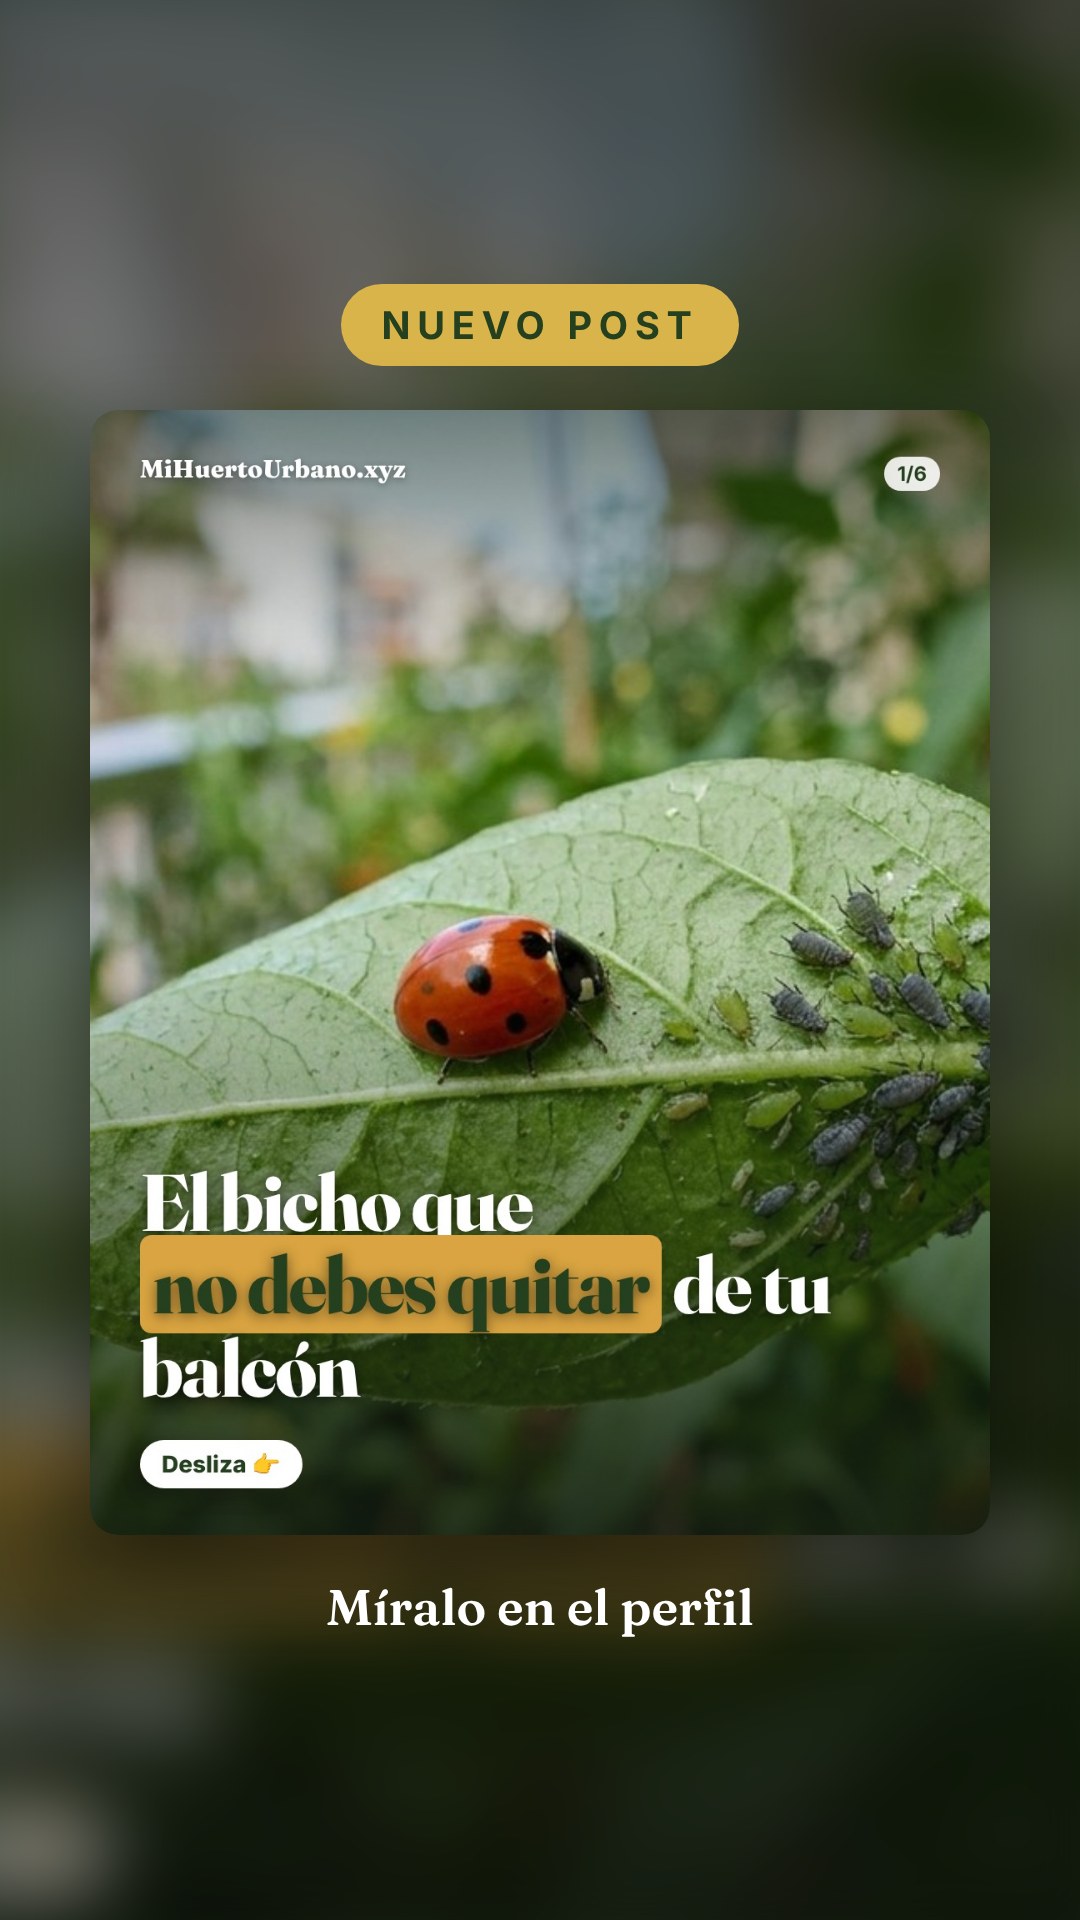 NUEVO POST
MiHuertoUrbano.xyz
1/6
El bicho que
no debes quitar de tu
balcón
Desliza 👉
Míralo en el perfil